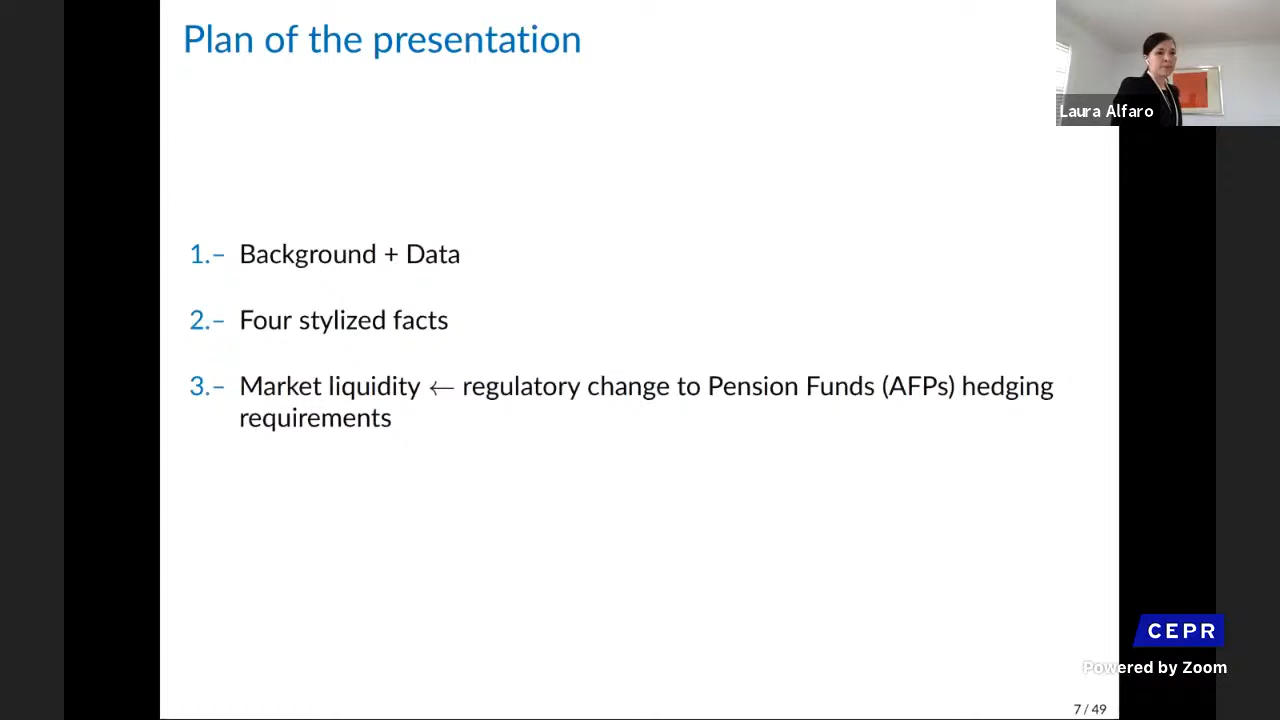 Plan of the presentation
Laura Alfaro
1.– Background + Data
2.– Four stylized facts
3.– Market liquidity ← regulatory change to Pension Funds (AFPs) hedging
requirements
CEPR
Powered by Zoom
7 / 49